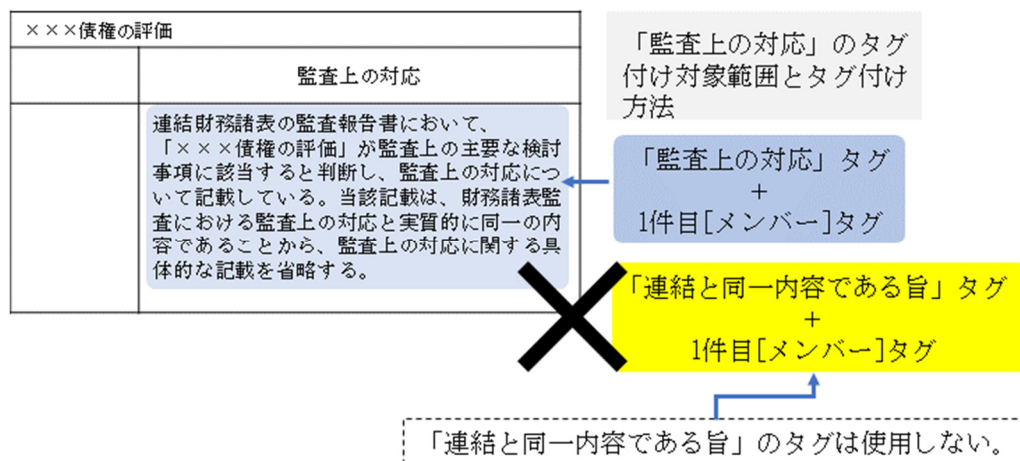 ×××債権の評価
監査上の対応
連結財務諸表の監査報告書において、
「×××債権の評価」が監査上の主要な検討
事項に該当すると判断し、監査上の対応につ
いて記載している。当該記載は、財務諸表監
査における監査上の対応と実質的に同一の内
容であることから、監査上の対応に関する具
体的な記載を省略する。
「監査上の対応」のタグ
付け対象範囲とタグ付け
方法
「監査上の対応」タグ
+
1件目[メンバー]タグ
「連結と同一内容である旨」タグ
+
1件目[メンバー]タグ
「連結と同一内容である旨」のタグは使用しない。